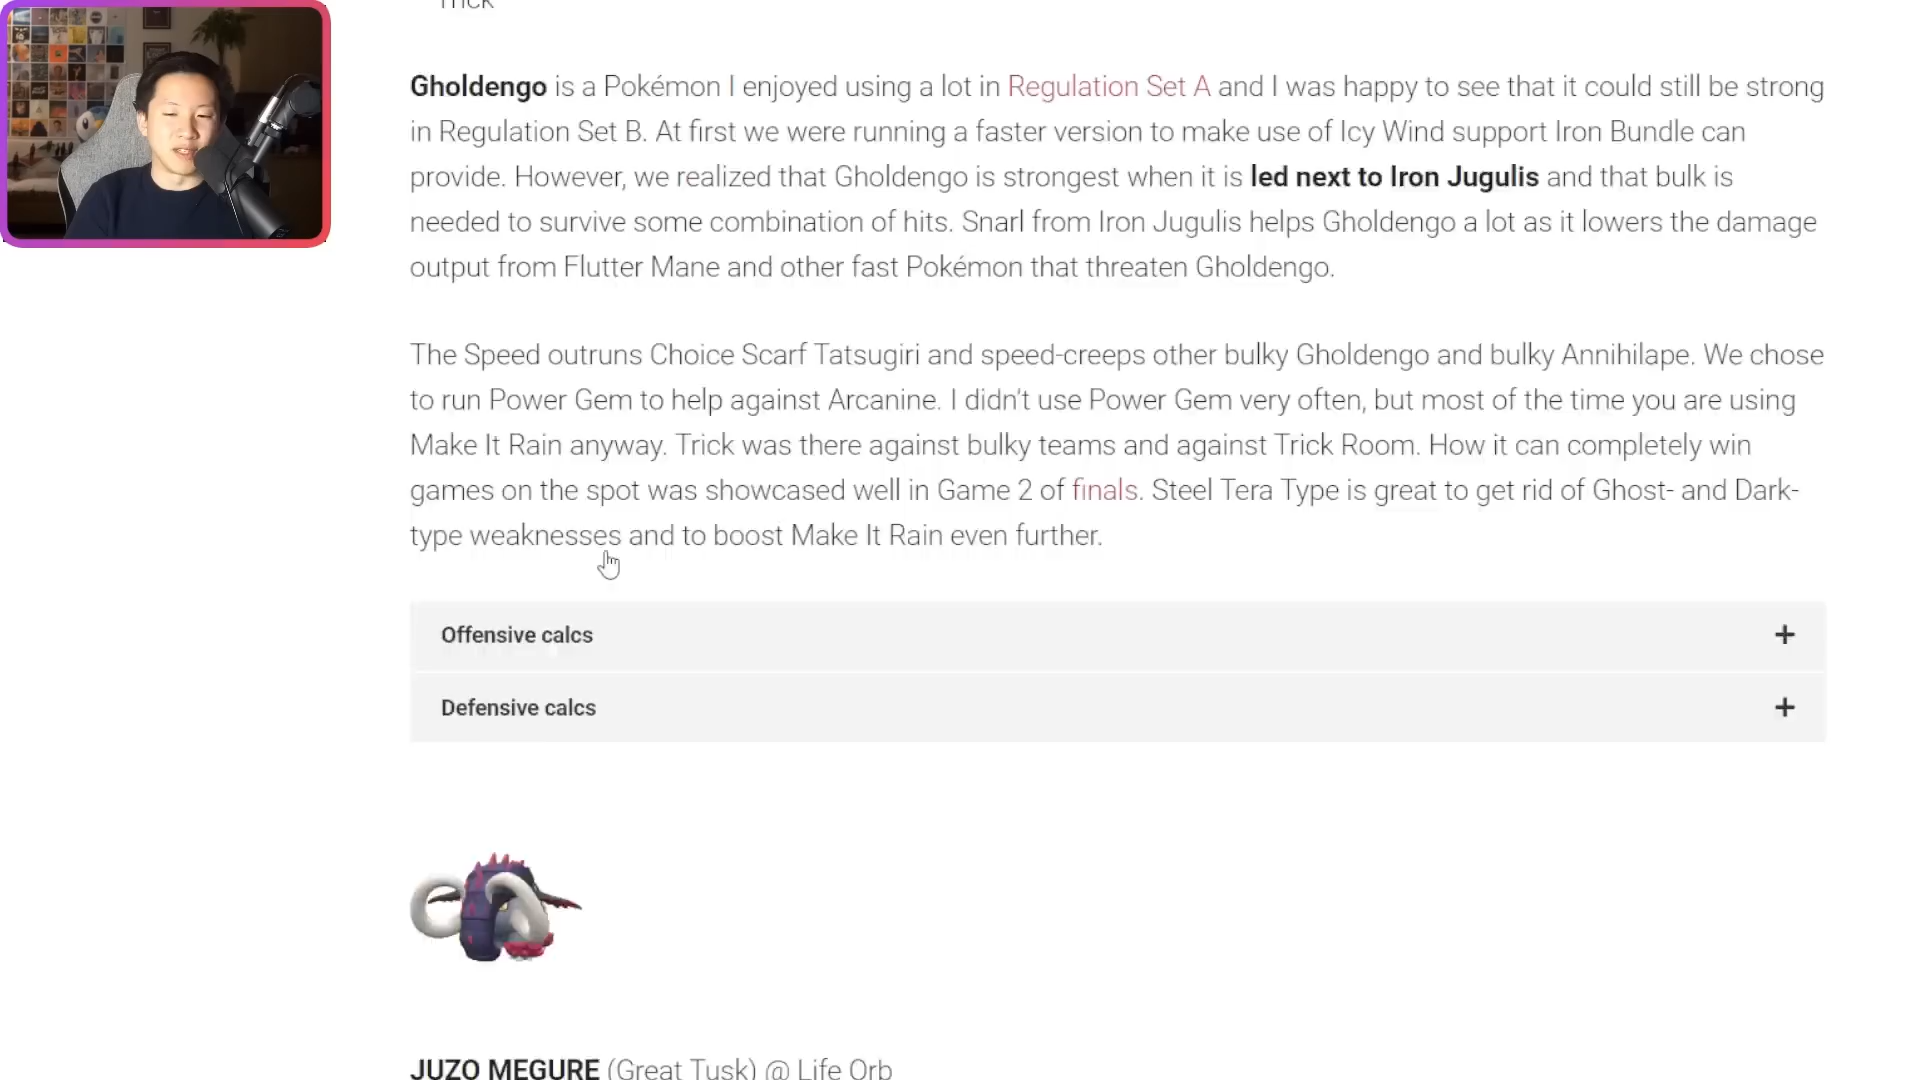 Trick
Gholdengo is a Pokémon I enjoyed using a lot in Regulation Set A and I was happy to see that it could still be strong
in Regulation Set B. At first we were running a faster version to make use of Icy Wind support Iron Bundle can
provide. However, we realized that Gholdengo is strongest when it is led next to Iron Jugulis and that bulk is
needed to survive some combination of hits. Snarl from Iron Jugulis helps Gholdengo a lot as it lowers the damage
output from Flutter Mane and other fast Pokémon that threaten Gholdengo.
The Speed outruns Choice Scarf Tatsugiri and speed-creeps other bulky Gholdengo and bulky Annihilape. We chose
to run Power Gem to help against Arcanine. I didn't use Power Gem very often, but most of the time you are using
Make It Rain anyway. Trick was there against bulky teams and against Trick Room. How it can completely win
games on the spot was showcased well in Game 2 of finals. Steel Tera Type is great to get rid of Ghost- and Dark-
type weaknesses and to boost Make It Rain even further.
Offensive calcs
Defensive calcs
JUZO MEGURE (Great Tusk) @ Life Orb